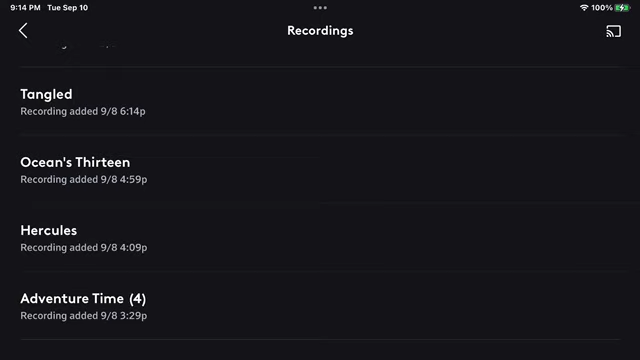 9:14 PM Tue Sep 10
100%
Recordings
Tangled
Recording added 9/8 6:14p
Ocean's Thirteen
Recording added 9/8 4:59p
Hercules
Recording added 9/8 4:09p
Adventure Time (4)
Recording added 9/8 3:29p